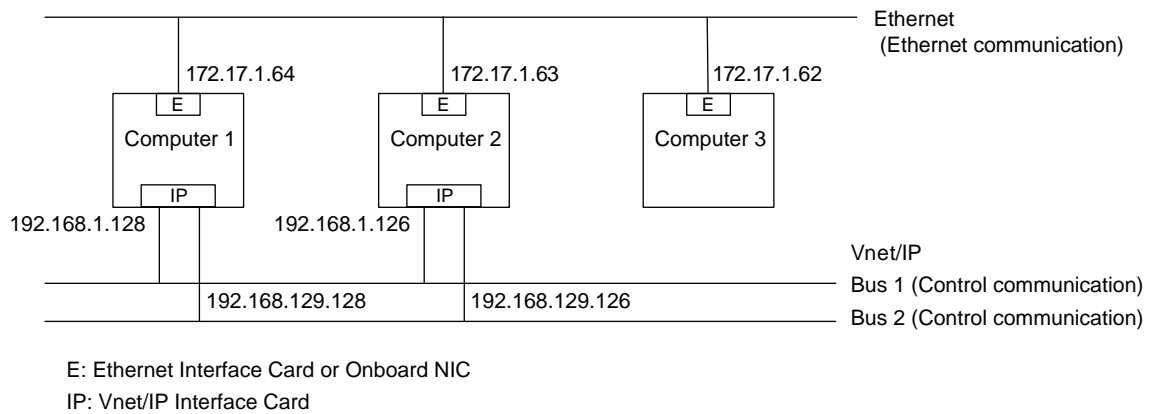 Ethernet
(Ethernet communication)
172.17.1.64
172.17.1.63
172.17.1.62
E
E
E
Computer 1
Computer 2
Computer 3
IP
IP
192.168.1.128
192.168.1.126
Vnet/IP
Bus 1 (Control communication)
192.168.129.128
192.168.129.126
Bus 2 (Control communication)
E: Ethernet Interface Card or Onboard NIC
IP: Vnet/IP Interface Card